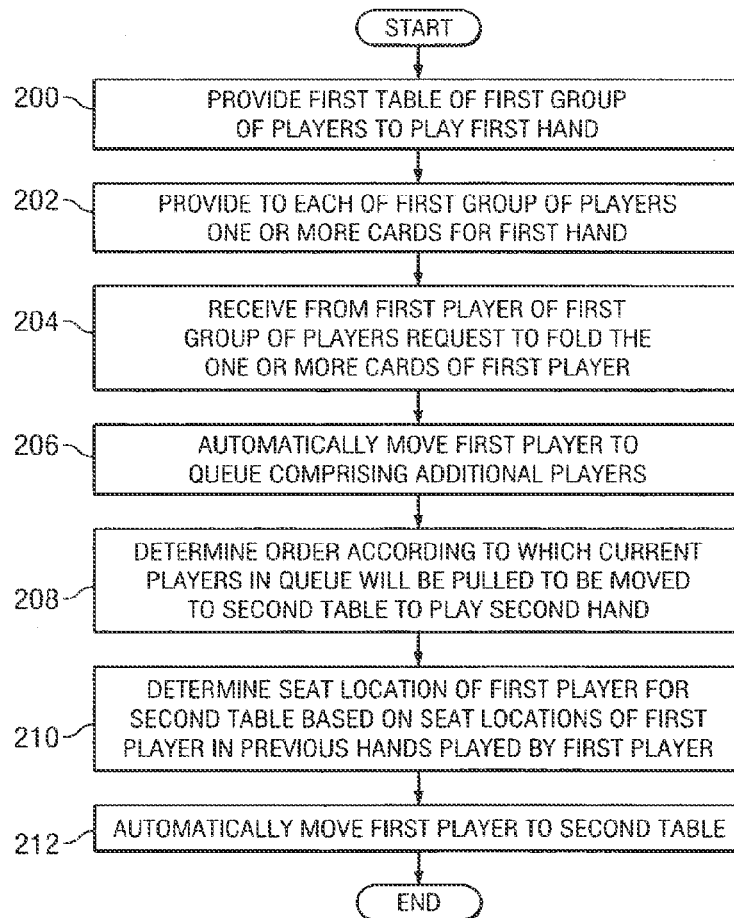 START
200
PROVIDE FIRST TABLE OF FIRST GROUP
OF PLAYERS TO PLAY FIRST HAND
202
PROVIDE TO EACH OF FIRST GROUP OF PLAYERS
ONE OR MORE CARDS FOR FIRST HAND
204
RECEIVE FROM FIRST PLAYER OF FIRST
GROUP OF PLAYERS REQUEST TO FOLD THE
ONE OR MORE CARDS OF FIRST PLAYER
206
AUTOMATICALLY MOVE FIRST PLAYER TO
QUEUE COMPRISING ADDITIONAL PLAYERS
208
DETERMINE ORDER ACCORDING TO WHICH CURRENT
PLAYERS IN QUEUE WILL BE PULLED TO BE MOVED
TO SECOND TABLE TO PLAY SECOND HAND
210
DETERMINE SEAT LOCATION OF FIRST PLAYER FOR
SECOND TABLE BASED ON SEAT LOCATIONS OF FIRST
PLAYER IN PREVIOUS HANDS PLAYED BY FIRST PLAYER
212
AUTOMATICALLY MOVE FIRST PLAYER TO SECOND TABLE
END